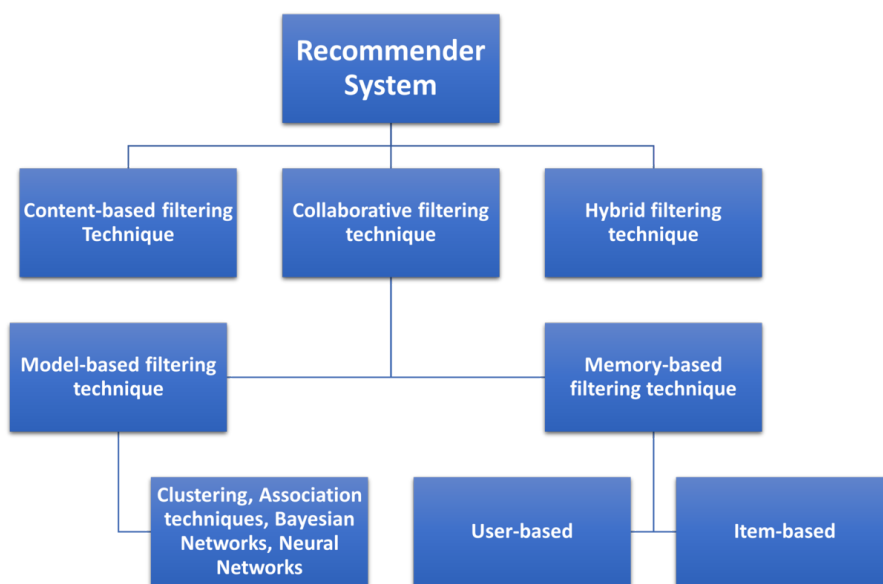 Recommender
System
Content-based filtering
Technique
Collaborative filtering
technique
Hybrid filtering
technique
Model-based filtering
technique
Memory-based
filtering technique
Clustering, Association
techniques, Bayesian
Networks, Neural
Networks
User-based
Item-based